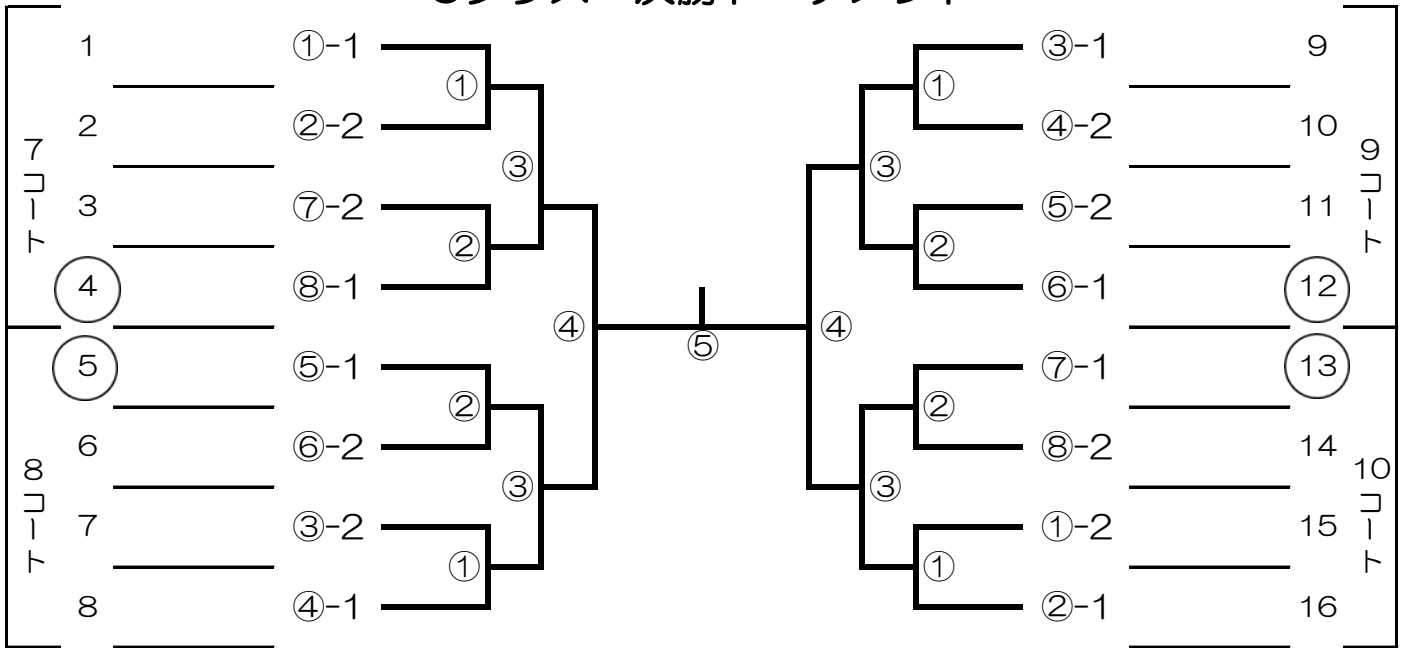 1 ①-1 ③-1 9
① ①
2 ②-2 ④-2 10
7コート ③ ③ 9コート
3 ⑦-2 ⑤-2 11
② ②
4 ⑧-1 ⑥-1 12
④ ⑤ ④
5 ⑤-1 ⑦-1 13
② ②
6 ⑥-2 ⑧-2 14
8コート ③ ③ 10コート
7 ③-2 ①-2 15
① ①
8 ④-1 ②-1 16